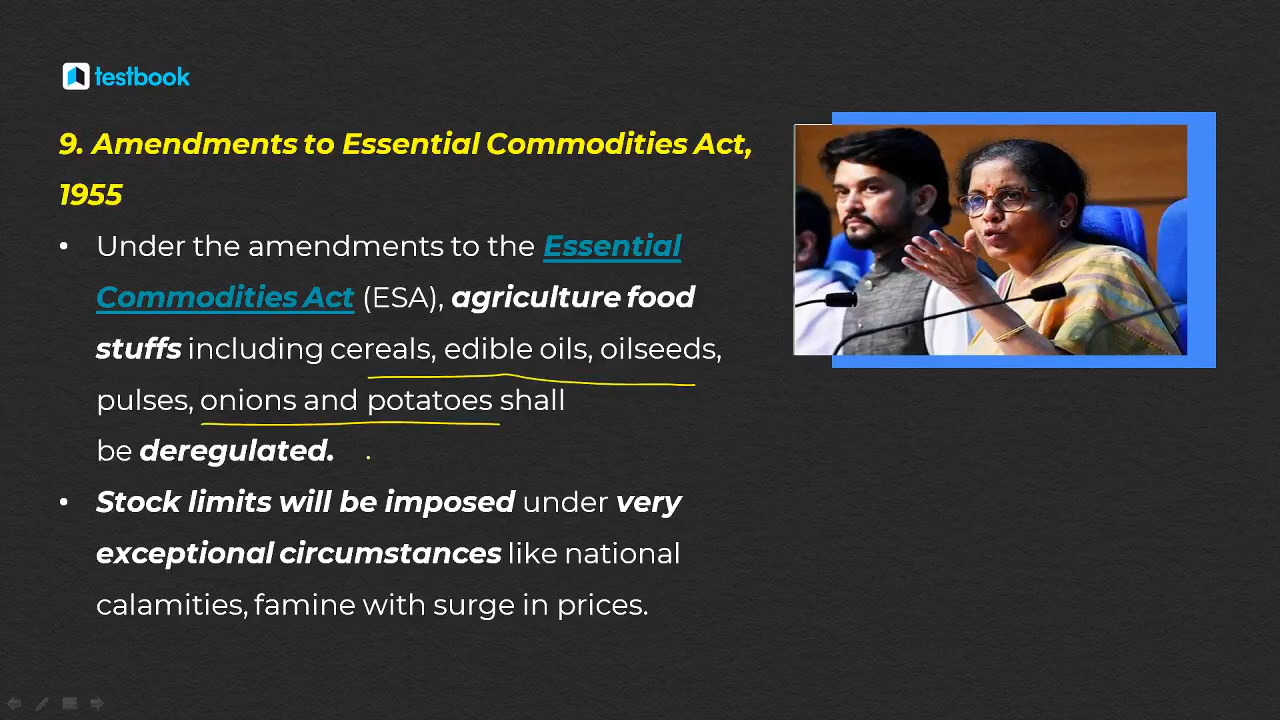 testbook
9. Amendments to Essential Commodities Act,
1955
• Under the amendments to the Essential
Commodities Act (ESA), agriculture food
stuffs including cereals, edible oils, oilseeds,
pulses, onions and potatoes shall
be deregulated.
• Stock limits will be imposed under very
exceptional circumstances like national
calamities, famine with surge in prices.